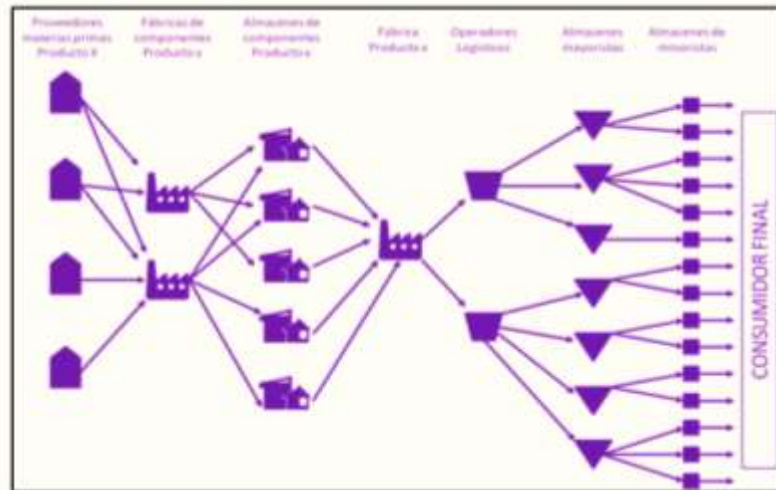 Proveedores
materias primas
Producto
Fábricas de
componentes
Producto x
Almacenes de
componentes
Producto x
Fábrica
Producto x
Operadores
Logísticos
Almacenes
mayoristas
Almacenes de
minoristas
CONSUMIDOR FINAL